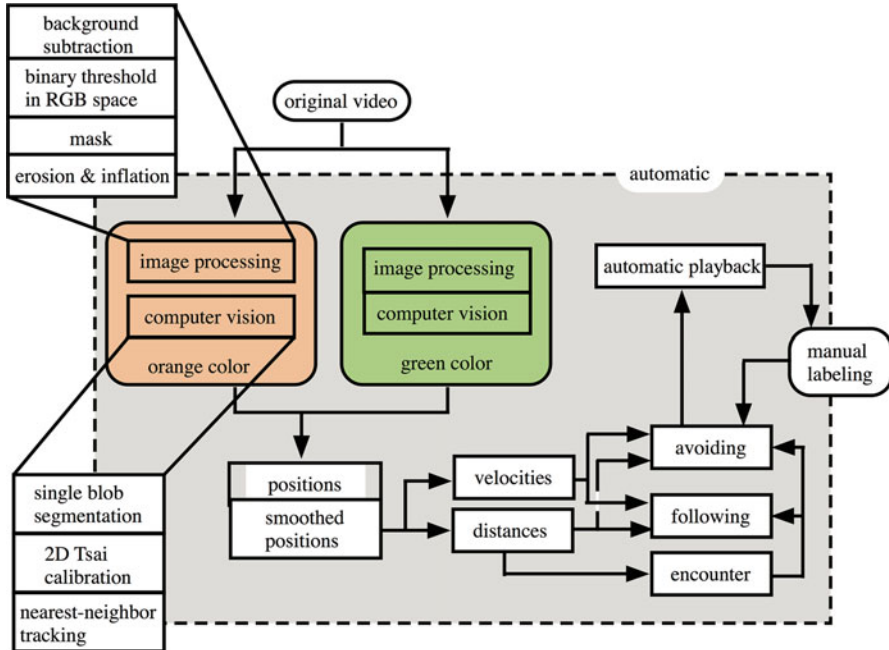 background
subtraction
binary threshold
in RGB space
mask
erosion & inflation
original video
automatic
image processing
computer vision
orange color
image processing
computer vision
green color
automatic playback
manual
labeling
single blob
segmentation
2D Tsai
calibration
nearest-neighbor
tracking
positions
smoothed
positions
velocities
distances
avoiding
following
encounter